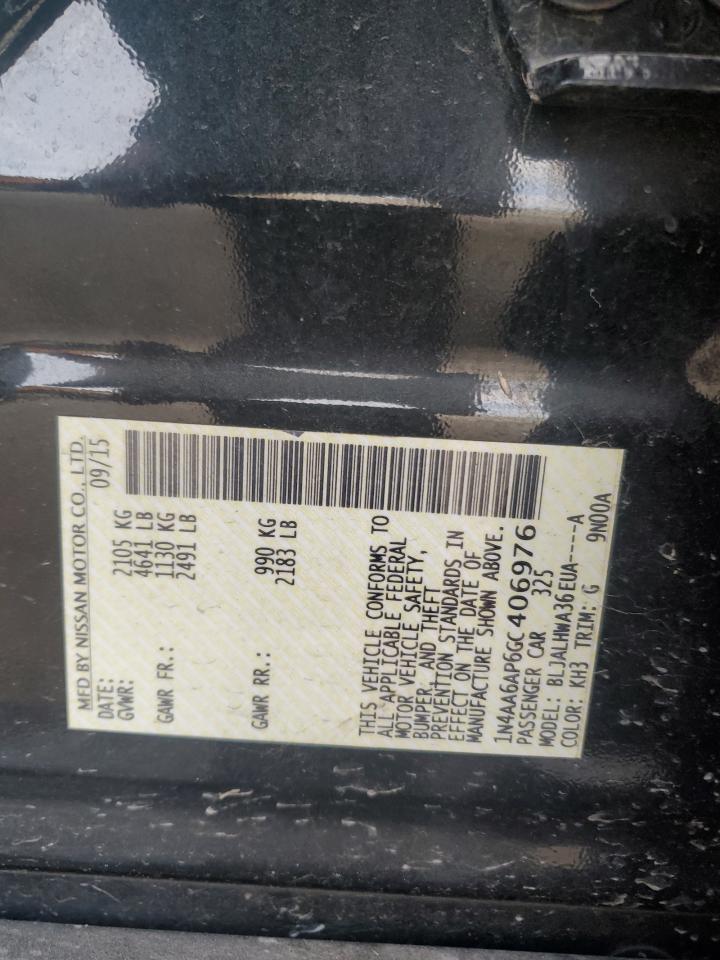 MFD BY NISSAN MOTOR CO., LTD.
DATE: 09/15
GVWR: 2105 KG
4641 LB
GAWR FR.: 1130 KG
2491 LB
GAWR RR.: 990 KG
2183 LB
THIS VEHICLE CONFORMS TO
ALL APPLICABLE FEDERAL
MOTOR VEHICLE SAFETY,
BUMPER, AND THEFT
PREVENTION STANDARDS IN
EFFECT ON THE DATE OF
MANUFACTURE SHOWN ABOVE.
1N4AA6AP6GC406976
PASSENGER CAR 325
MODEL: BLJALHWA36EUA----A
COLOR: KH3 TRIM: G 9N00A